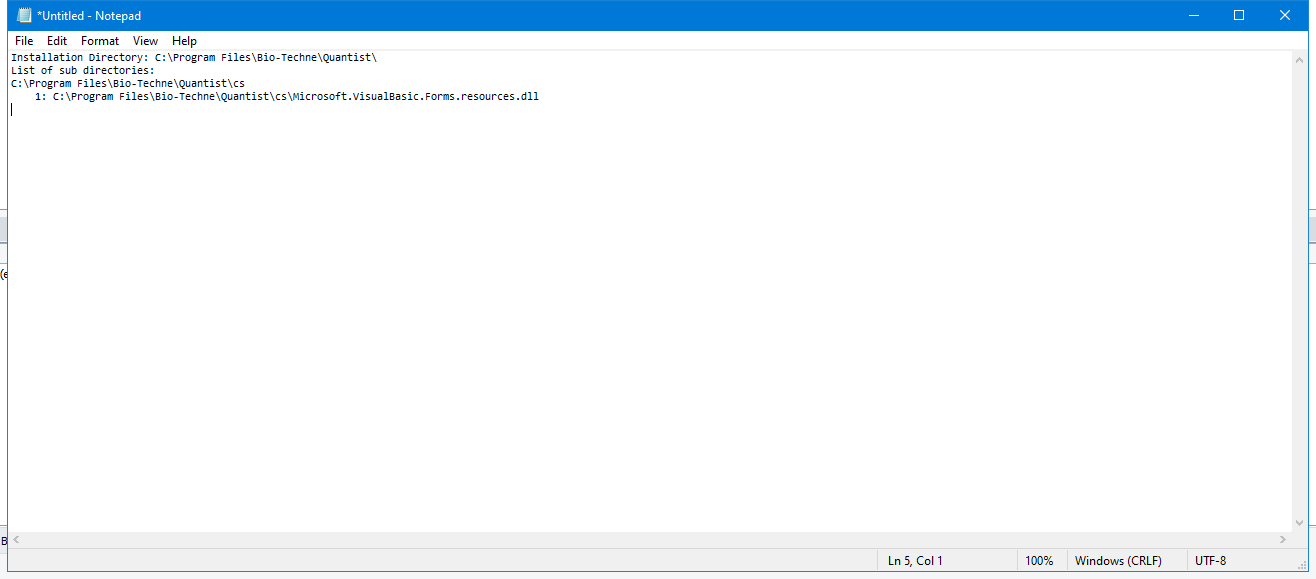 *Untitled - Notepad
File Edit Format View Help
Installation Directory: C:\Program Files\Bio-Techne\Quantist\
List of sub directories:
C:\Program Files\Bio-Techne\Quantist\cs
    1: C:\Program Files\Bio-Techne\Quantist\cs\Microsoft.VisualBasic.Forms.resources.dll
Ln 5, Col 1 100% Windows (CRLF) UTF-8